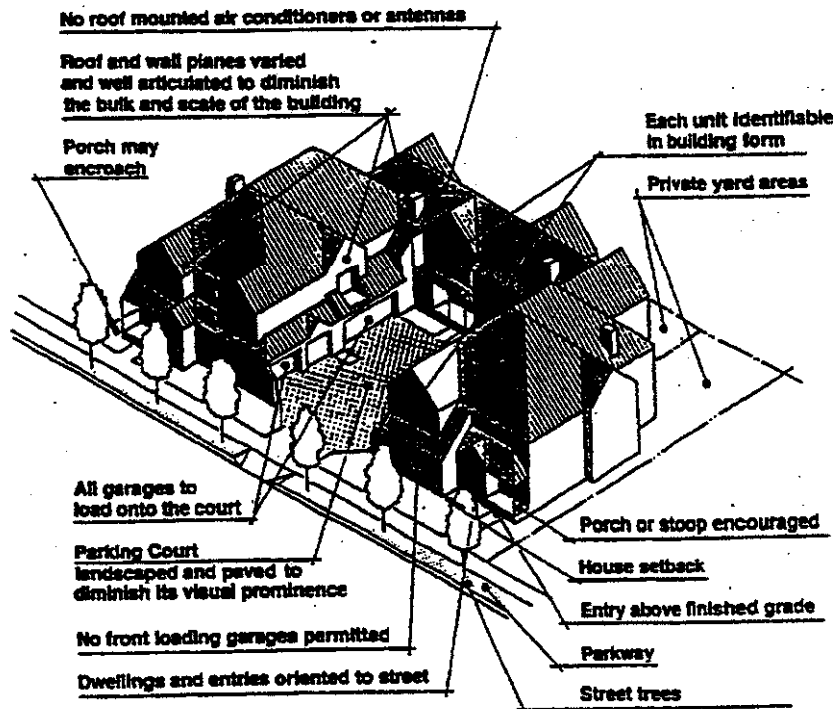 No roof mounted air conditioners or antennas
Roof and wall planes varied
and well articulated to diminish
the bulk and scale of the building
Porch may
encroach
Each unit identifiable
in building form
Private yard areas
All garages to
load onto the court
Parking Court
landscaped and paved to
diminish its visual prominence
No front loading garages permitted
Dwellings and entries oriented to street
Porch or stoop encouraged
House setback
Entry above finished grade
Parkway
Street trees